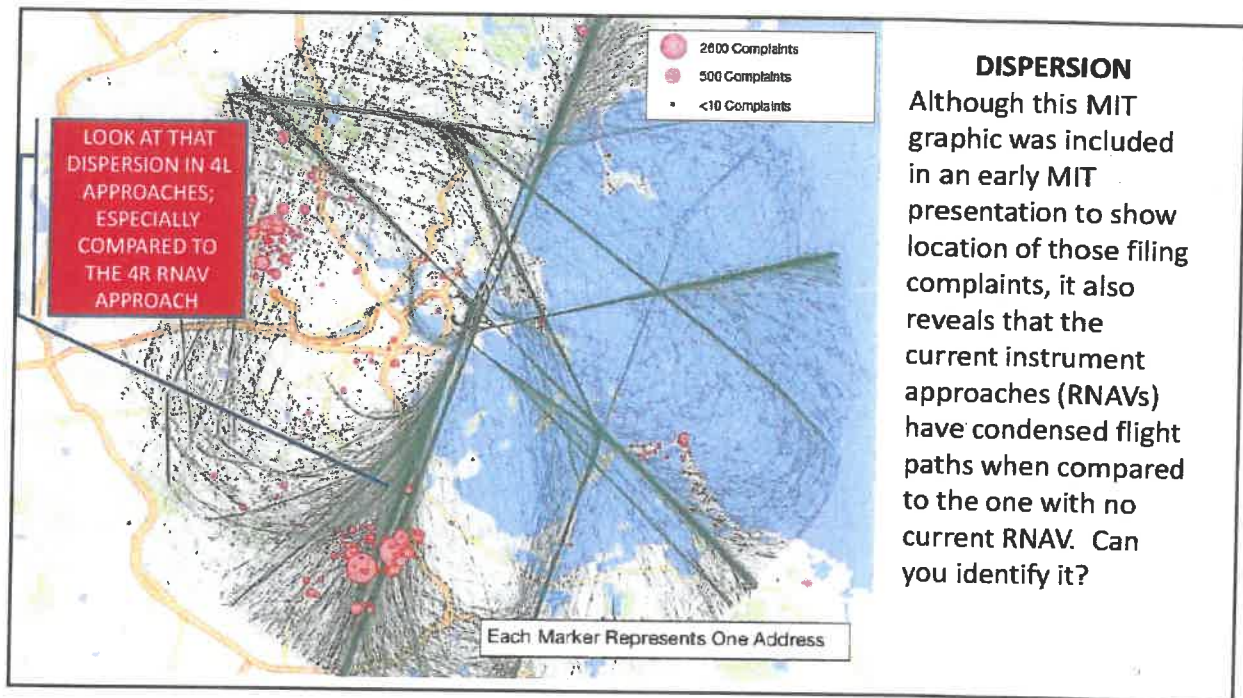 2600 Complaints
500 Complaints
<10 Complaints
LOOK AT THAT
DISPERSION IN 4L
APPROACHES;
ESPECIALLY
COMPARED TO
THE 4R RNAV
APPROACH
Each Marker Represents One Address
DISPERSION
Although this MIT
graphic was included
in an early MIT
presentation to show
location of those filing
complaints, it also
reveals that the
current instrument
approaches (RNAVs)
have condensed flight
paths when compared
to the one with no
current RNAV. Can
you identify it?